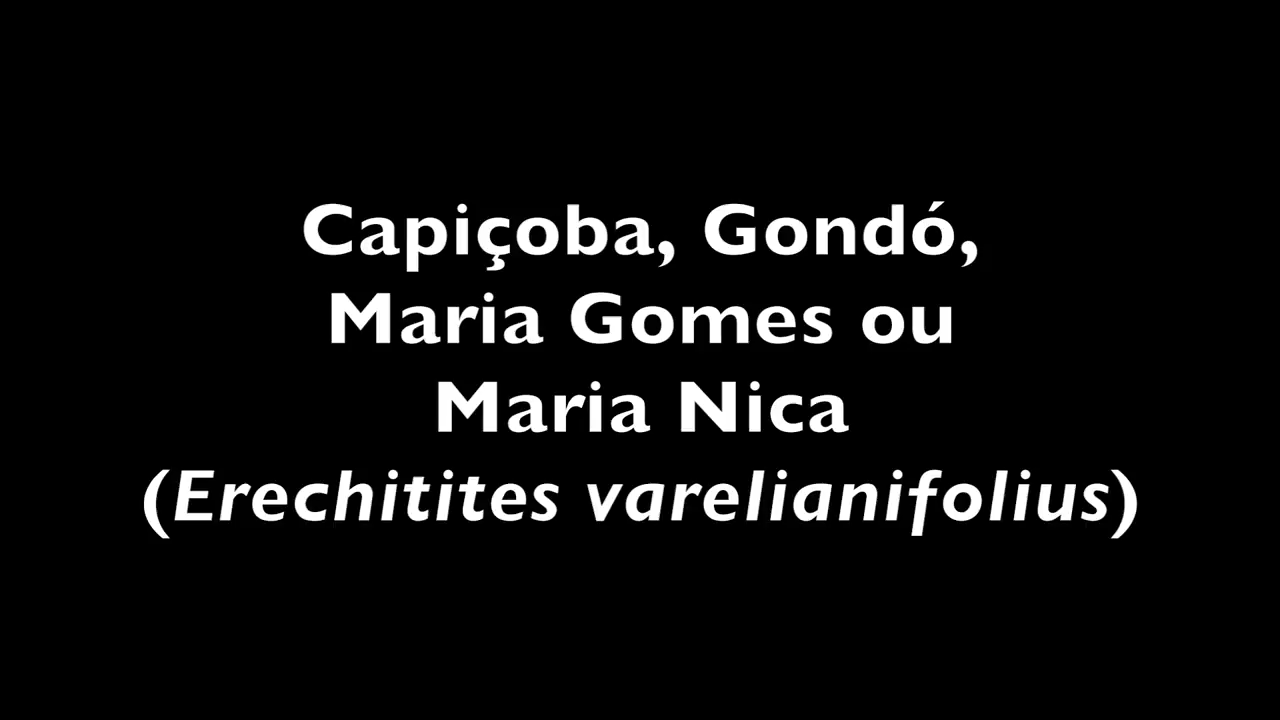 Capiçoba, Gondó,
Maria Gomes ou
Maria Nica
(Erechitites varelianifolius)